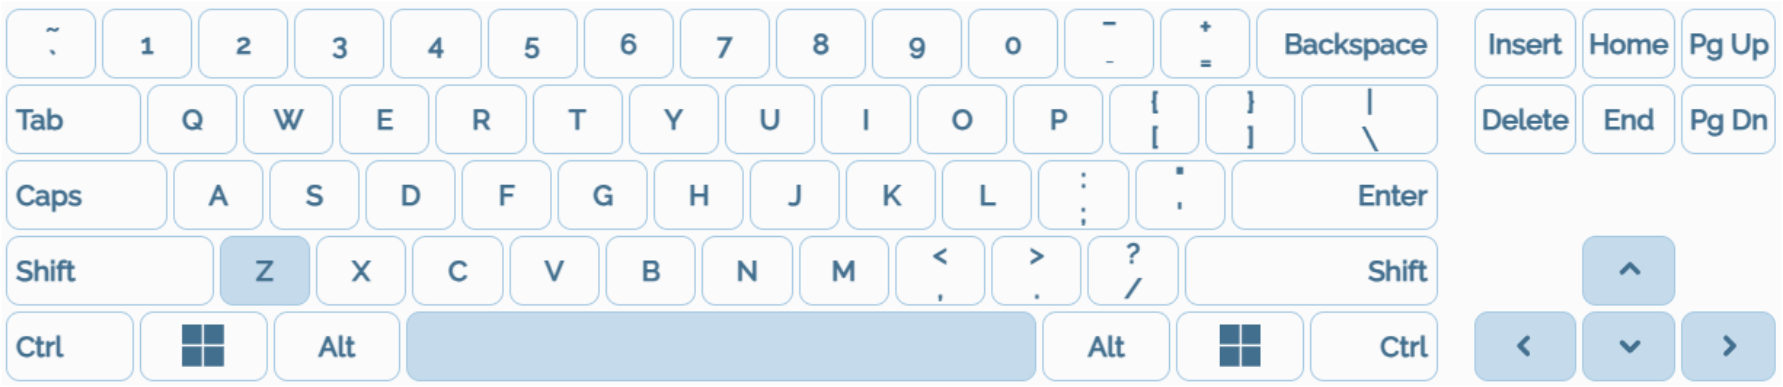 ~ 1 2 3 4 5 6 7 8 9 0 – + Backspace Insert Home Pg Up
` - =
Tab Q W E R T Y U I O P { } | Delete End Pg Dn
[ ] \
Caps A S D F G H J K L : " Enter
; '
Shift Z X C V B N M < > ? Shift ^
, . /
Ctrl Alt Alt Ctrl < ⌄ >